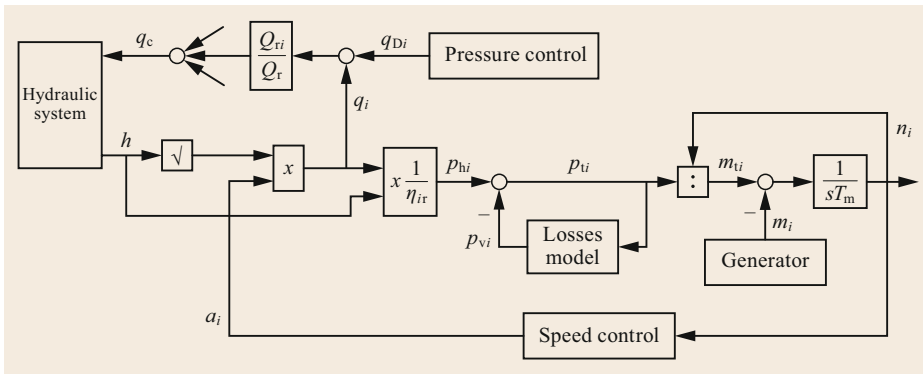 q_c
Q_ri
Q_r
q_Di
Pressure control
Hydraulic
system
q_i
h
√
x
x 1
η_ir
p_hi
p_ti
:
m_ti
1
sT_m
n_i
−
p_vi
Losses
model
−
m_i
Generator
a_i
Speed control